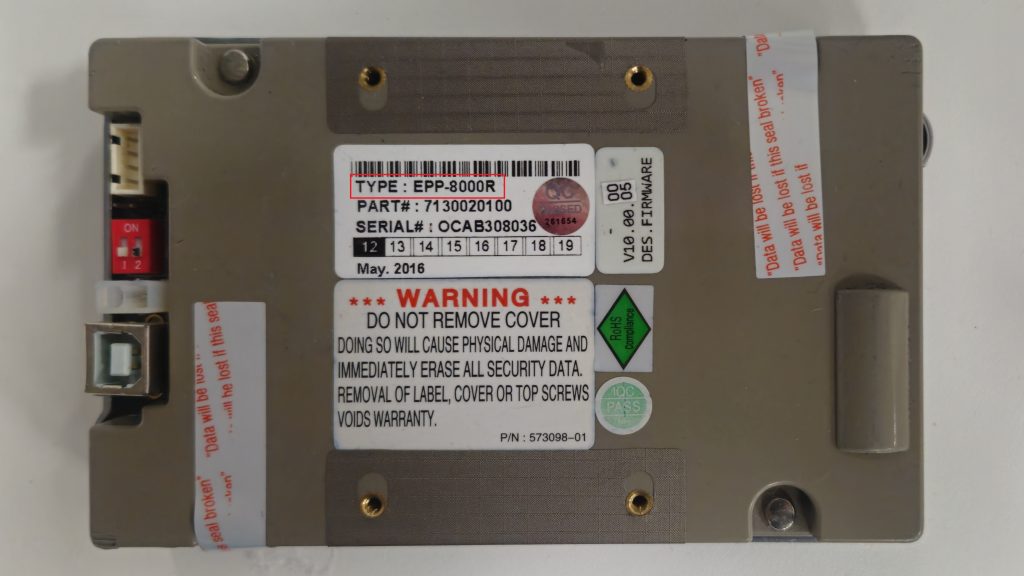 TYPE : EPP-8000R
PART# : 7130020100
SERIAL# : OCAB308036
12 13 14 15 16 17 18 19
May. 2016
QC
PASSED
261654
V10.00.05
00
DES.FIRMWARE
*** WARNING ***
DO NOT REMOVE COVER
DOING SO WILL CAUSE PHYSICAL DAMAGE AND
IMMEDIATELY ERASE ALL SECURITY DATA.
REMOVAL OF LABEL, COVER OR TOP SCREWS
VOIDS WARRANTY.
P/N : 573098-01
RoHS
Compliance
IQC
PASS
ON
1 2
"Data will be lost if this seal broken"
"Data will be lost if this seal
"Data will be lost if
broken"
"Data will be lost if this seal
will be lost if this seal
seal broken"